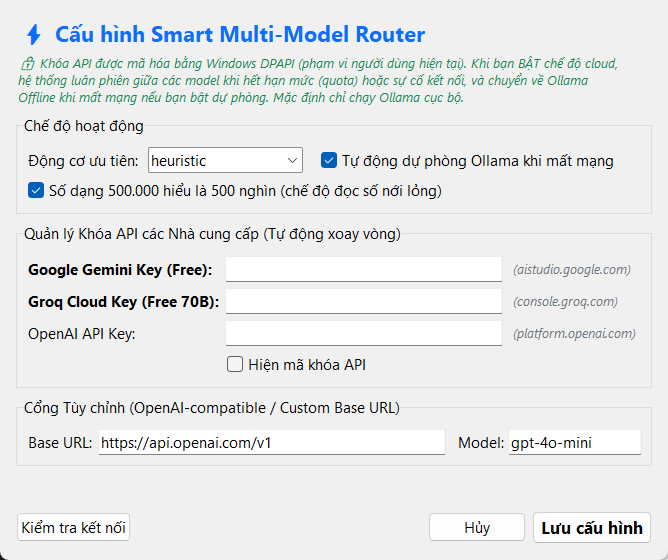 Cấu hình Smart Multi-Model Router
Khóa API được mã hóa bằng Windows DPAPI (phạm vi người dùng hiện tại). Khi bạn BẬT chế độ cloud,
hệ thống luân phiên giữa các model khi hết hạn mức (quota) hoặc sự cố kết nối, và chuyển về Ollama
Offline khi mất mạng nếu bạn bật dự phòng. Mặc định chỉ chạy Ollama cục bộ.
Chế độ hoạt động
Động cơ ưu tiên: heuristic Tự động dự phòng Ollama khi mất mạng
Số dạng 500.000 hiểu là 500 nghìn (chế độ đọc số nới lỏng)
Quản lý Khóa API các Nhà cung cấp (Tự động xoay vòng)
Google Gemini Key (Free): (aistudio.google.com)
Groq Cloud Key (Free 70B): (console.groq.com)
OpenAI API Key: (platform.openai.com)
Hiện mã khóa API
Cổng Tùy chỉnh (OpenAI-compatible / Custom Base URL)
Base URL: https://api.openai.com/v1 Model: gpt-4o-mini
Kiểm tra kết nối Hủy Lưu cấu hình